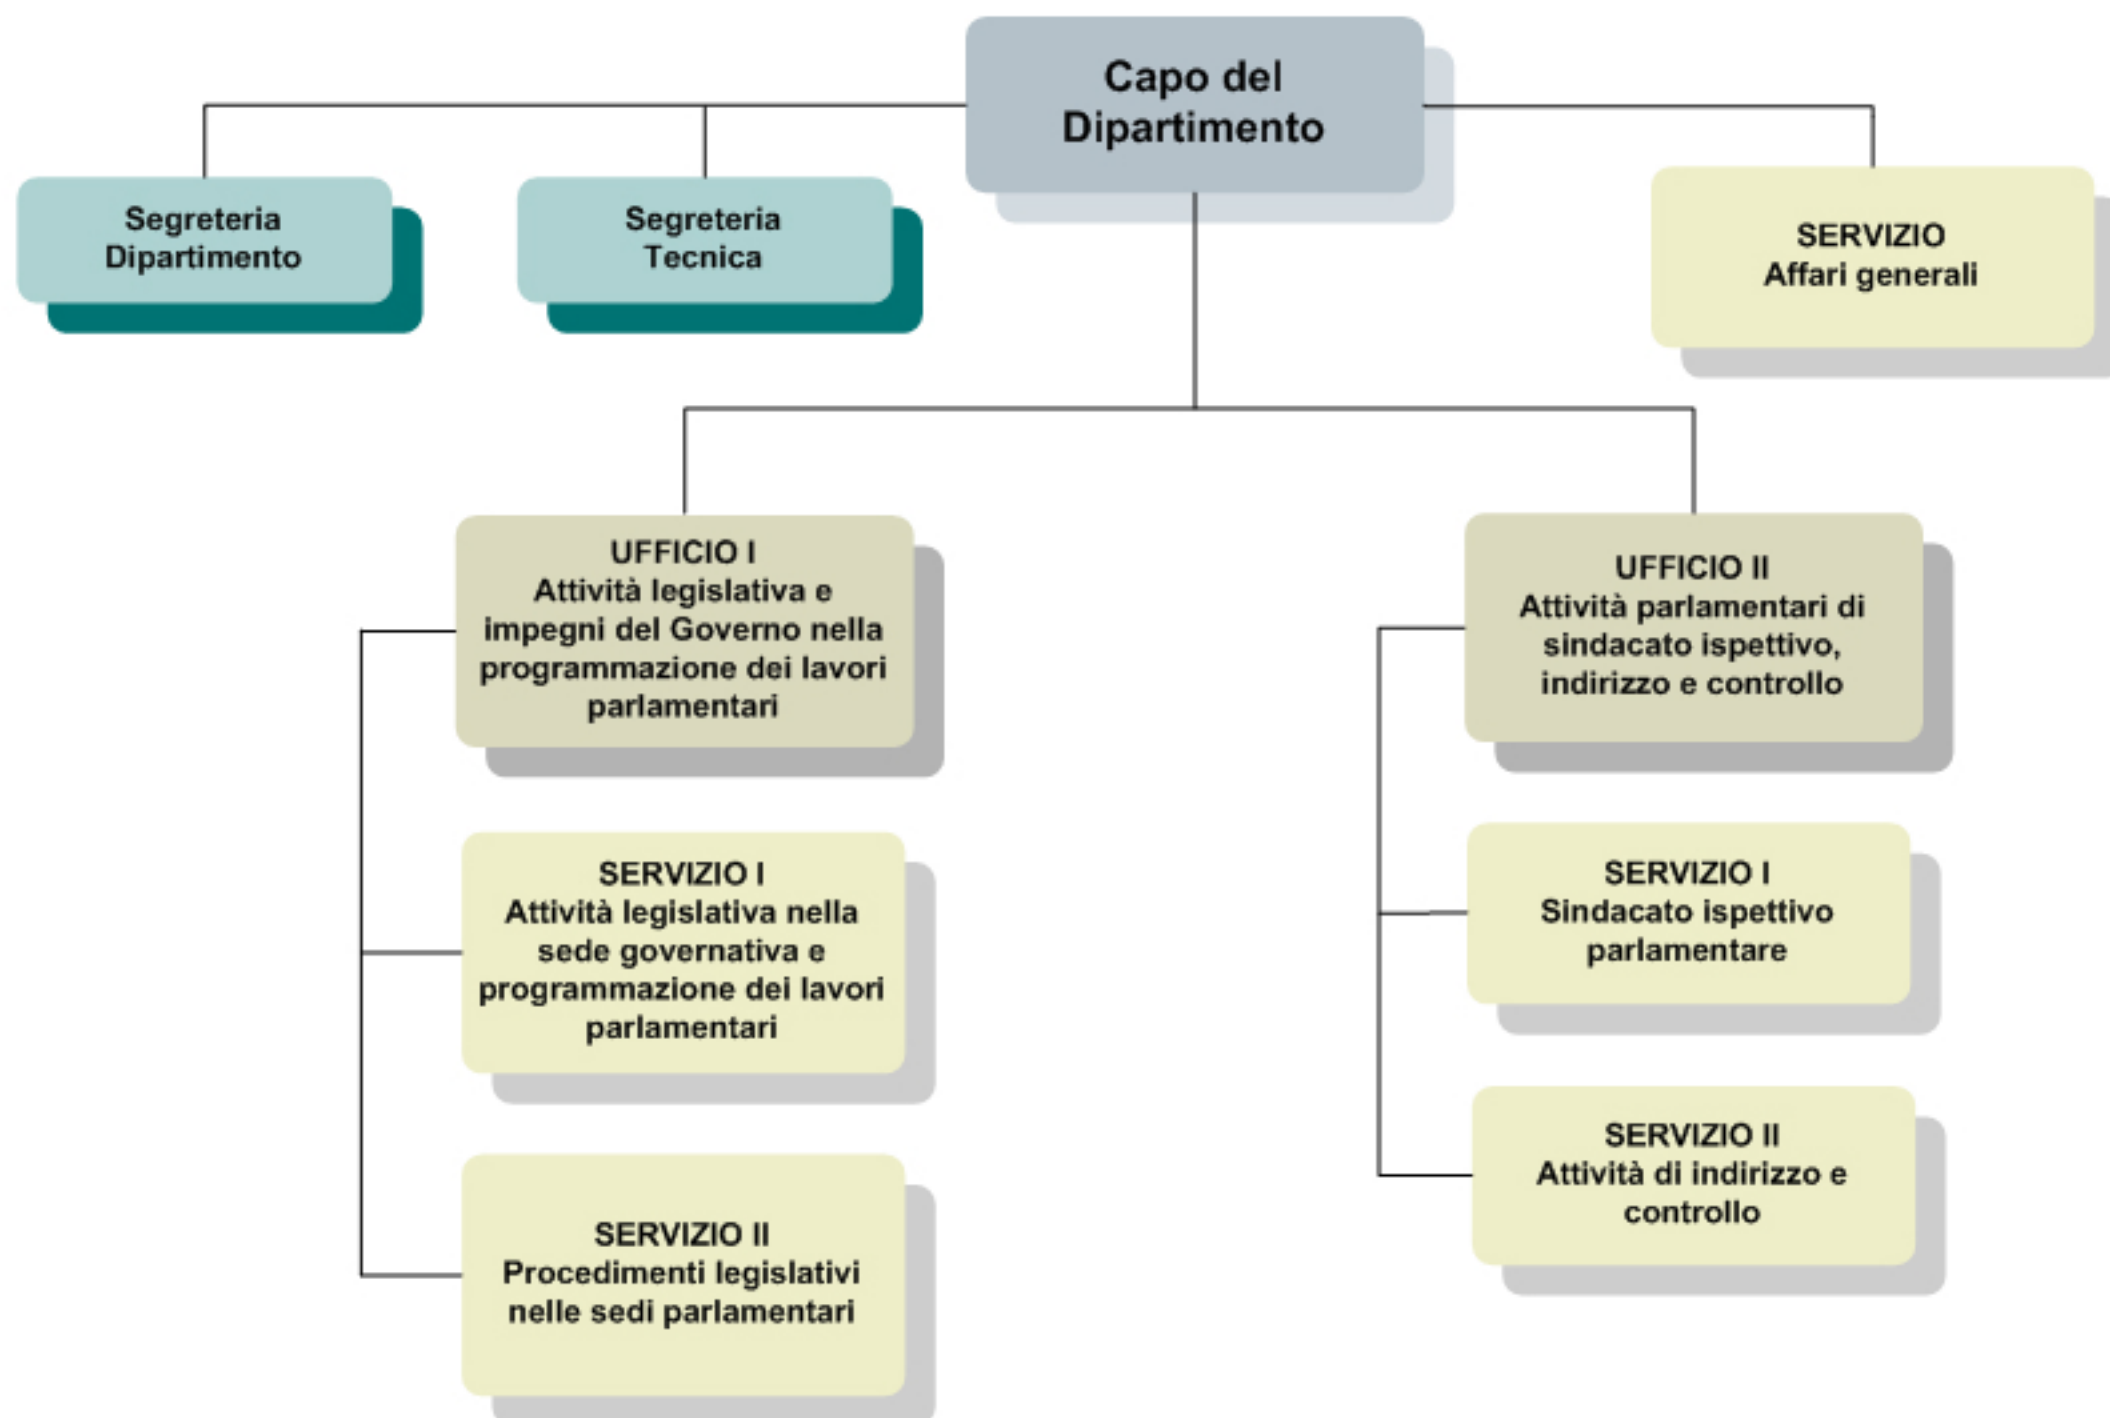 Capo del
Dipartimento
Segreteria
Dipartimento
Segreteria
Tecnica
SERVIZIO
Affari generali
UFFICIO I
Attività legislativa e
impegni del Governo nella
programmazione dei lavori
parlamentari
UFFICIO II
Attività parlamentari di
sindacato ispettivo,
indirizzo e controllo
SERVIZIO I
Attività legislativa nella
sede governativa e
programmazione dei lavori
parlamentari
SERVIZIO I
Sindacato ispettivo
parlamentare
SERVIZIO II
Procedimenti legislativi
nelle sedi parlamentari
SERVIZIO II
Attività di indirizzo e
controllo